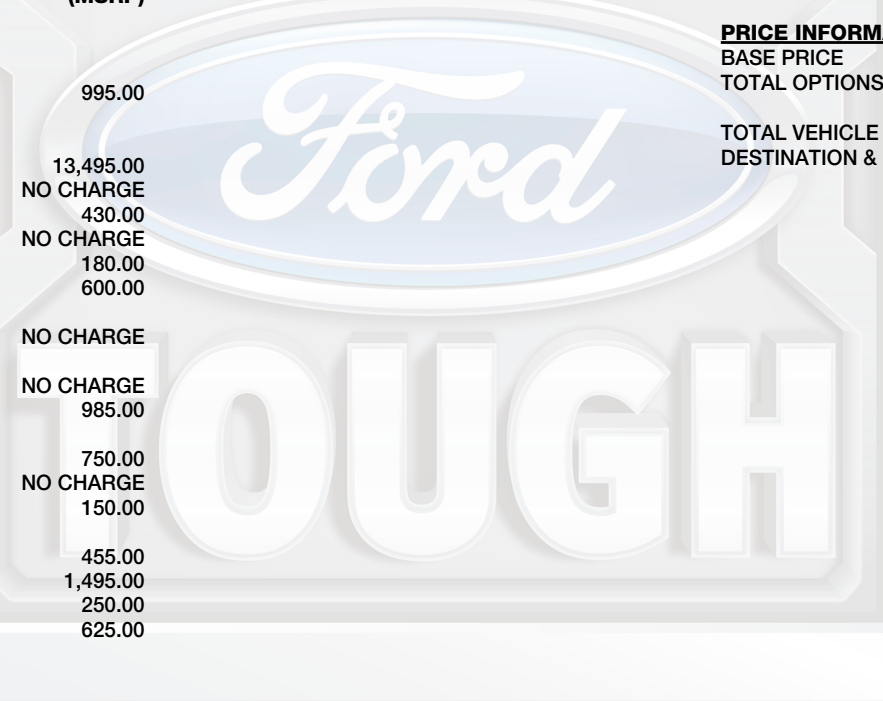 (MSRP)
995.00
13,495.00
NO CHARGE
430.00
NO CHARGE
180.00
600.00
NO CHARGE
NO CHARGE
985.00
750.00
NO CHARGE
150.00
455.00
1,495.00
250.00
625.00
PRICE INFORMA
BASE PRICE
TOTAL OPTIONS
TOTAL VEHICLE
DESTINATION &
Ford
TOUGH